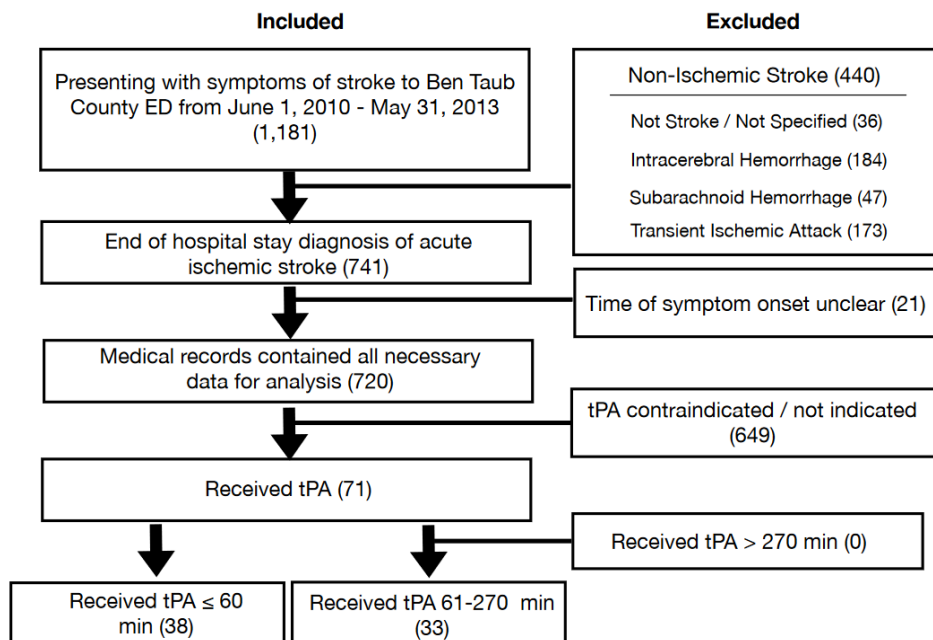 Included
Excluded
Presenting with symptoms of stroke to Ben Taub
County ED from June 1, 2010 - May 31, 2013
(1,181)
Non-Ischemic Stroke (440)
Not Stroke / Not Specified (36)
Intracerebral Hemorrhage (184)
Subarachnoid Hemorrhage (47)
Transient Ischemic Attack (173)
End of hospital stay diagnosis of acute
ischemic stroke (741)
Time of symptom onset unclear (21)
Medical records contained all necessary
data for analysis (720)
tPA contraindicated / not indicated
(649)
Received tPA (71)
Received tPA > 270 min (0)
Received tPA ≤ 60
min (38)
Received tPA 61-270 min
(33)